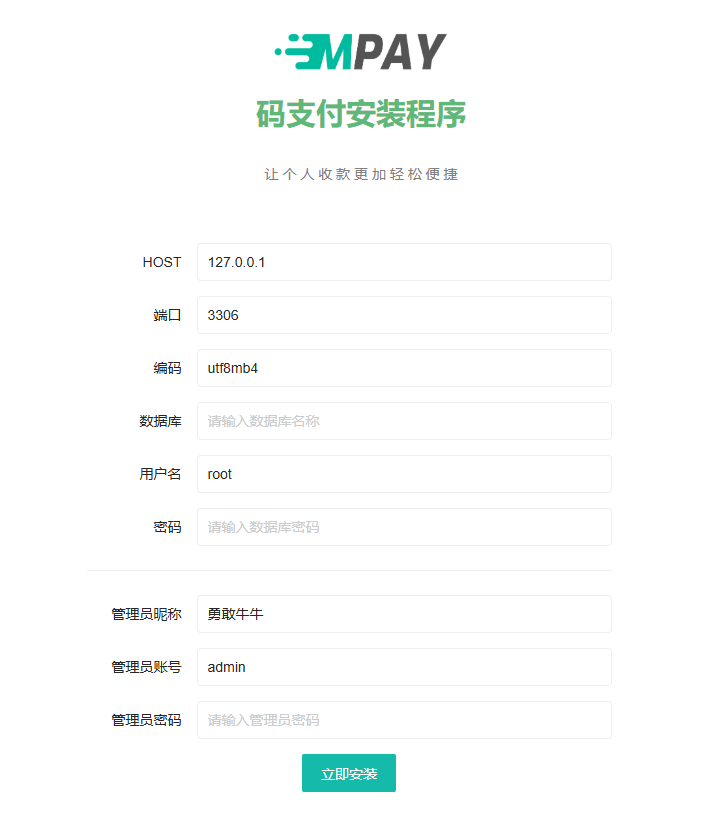 MPAY
码支付安装程序
让个人收款更加轻松便捷
HOST 127.0.0.1
端口 3306
编码 utf8mb4
数据库 请输入数据库名称
用户名 root
密码 请输入数据库密码
管理员昵称 勇敢牛牛
管理员账号 admin
管理员密码 请输入管理员密码
立即安装